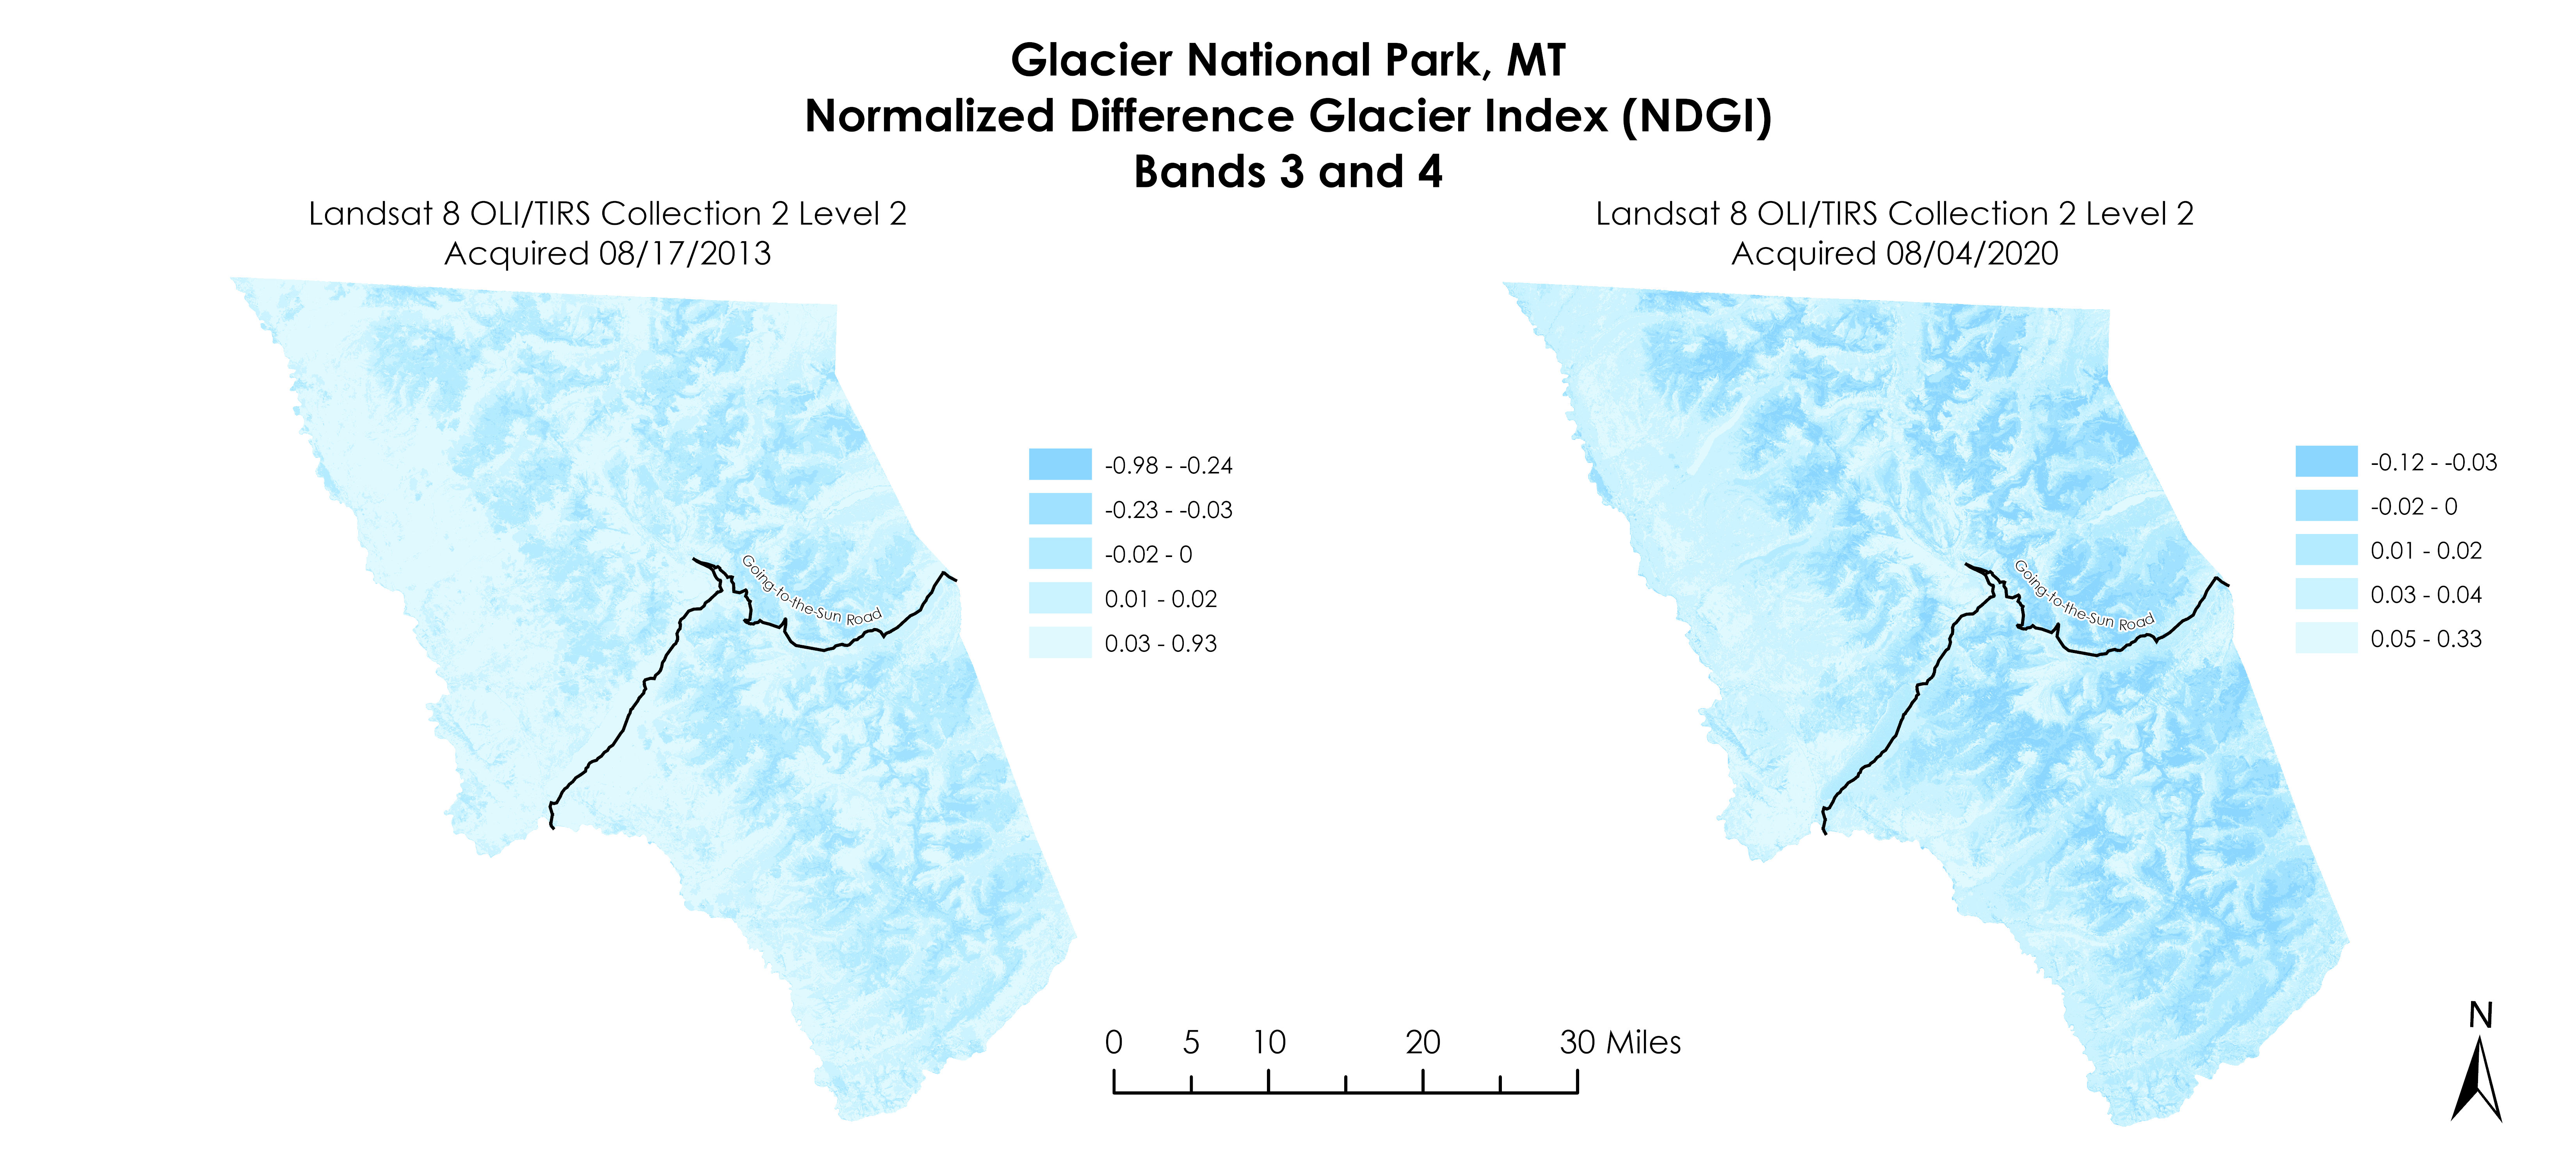 Glacier National Park, MT
Normalized Difference Glacier Index (NDGI)
Bands 3 and 4
Landsat 8 OLI/TIRS Collection 2 Level 2
Acquired 08/17/2013
Landsat 8 OLI/TIRS Collection 2 Level 2
Acquired 08/04/2020
Going-to-the-Sun Road
-0.98 - -0.24
-0.23 - -0.03
-0.02 - 0
0.01 - 0.02
0.03 - 0.93
Going-to-the-Sun Road
-0.12 - -0.03
-0.02 - 0
0.01 - 0.02
0.03 - 0.04
0.05 - 0.33
0 5 10 20 30 Miles
N